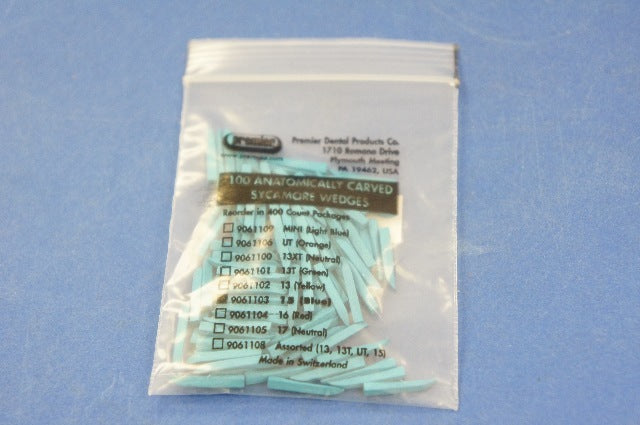 Premier
Premier Dental Products Co.
1710 Romano Drive
Plymouth Meeting
PA 19462, USA
100 ANATOMICALLY CARVED
SYCAMORE WEDGES
Reorder in 400 Count Packages
9061109 MINI (Light Blue)
9061106 UT (Orange)
9061100 13XT (Neutral)
9061101 13T (Green)
9061102 13 (Yellow)
9061103 15 (Blue)
9061104 16 (Red)
9061105 17 (Neutral)
9061108 Assorted (13, 13T, UT, 15)
Made in Switzerland